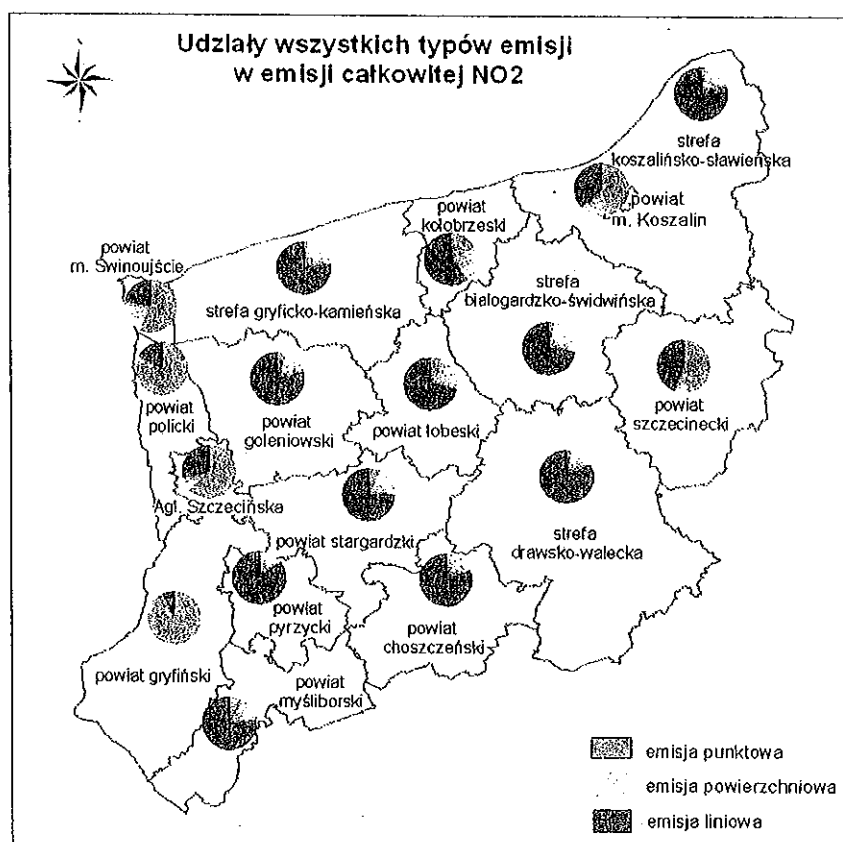 Udziały wszystkich typów emisji
w emisji całkowitej NO2
strefa
koszalińsko-sławieńska
powiat
m. Koszalin
powiat
kołobrzeski
powiat
m. Świnoujście
strefa gryficko-kamieńska
strefa
białogardzko-świdwińska
powiat
policki
powiat
goleniowski
powiat łobeski
powiat
szczecinecki
Agl. Szczecińska
powiat stargardzki
strefa
drawsko-wałecka
powiat
pyrzycki
powiat
choszczeński
powiat gryfiński
powiat
myśliborski
emisja punktowa
emisja powierzchniowa
emisja liniowa